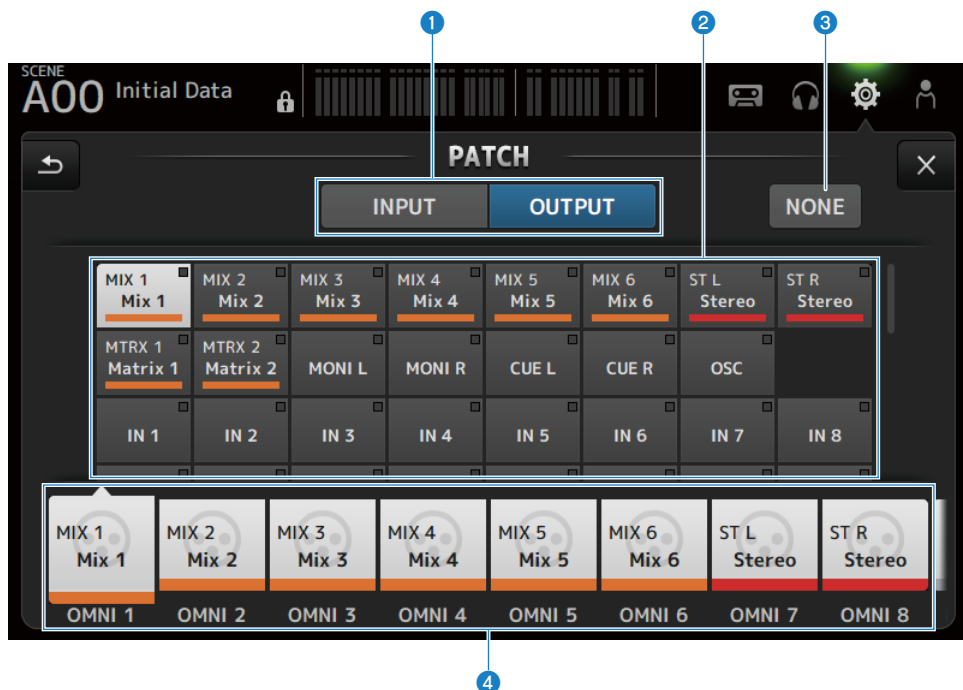 1 2 3
SCENE
A00 Initial Data
PATCH
INPUT OUTPUT NONE
MIX 1 MIX 2 MIX 3 MIX 4 MIX 5 MIX 6 ST L ST R
Mix 1 Mix 2 Mix 3 Mix 4 Mix 5 Mix 6 Stereo Stereo
MTRX 1 MTRX 2
Matrix 1 Matrix 2 MONI L MONI R CUE L CUE R OSC
IN 1 IN 2 IN 3 IN 4 IN 5 IN 6 IN 7 IN 8
MIX 1 MIX 2 MIX 3 MIX 4 MIX 5 MIX 6 ST L ST R
Mix 1 Mix 2 Mix 3 Mix 4 Mix 5 Mix 6 Stereo Stereo
OMNI 1 OMNI 2 OMNI 3 OMNI 4 OMNI 5 OMNI 6 OMNI 7 OMNI 8
4